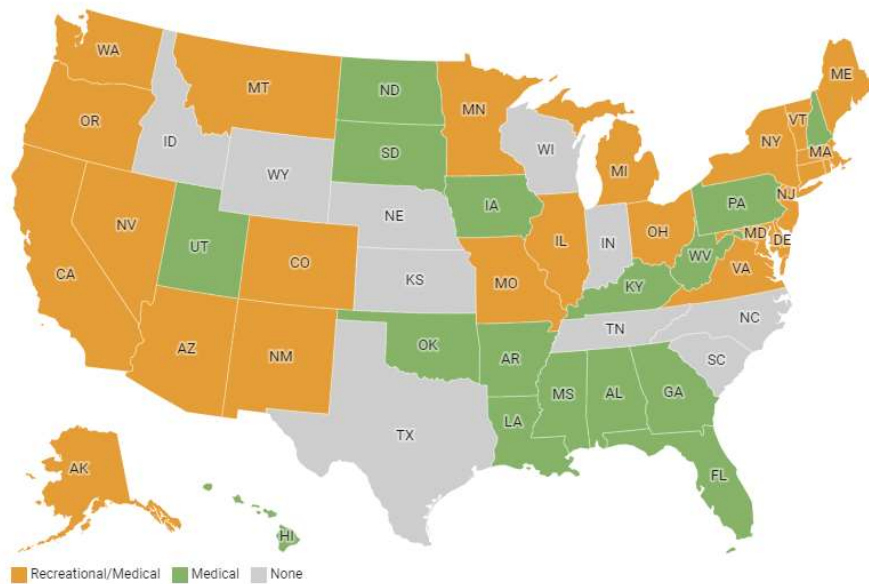 WA
MT
ND
MN
ME
OR
ID
SD
WI
VT
NY
MA
WY
MI
IA
PA
NJ
NE
NV
UT
IL
IN
OH
MD
DE
CO
WV
CA
KS
MO
KY
VA
TN
NC
AZ
NM
OK
AR
SC
MS
AL
GA
LA
TX
AK
FL
HI
Recreational/Medical Medical None